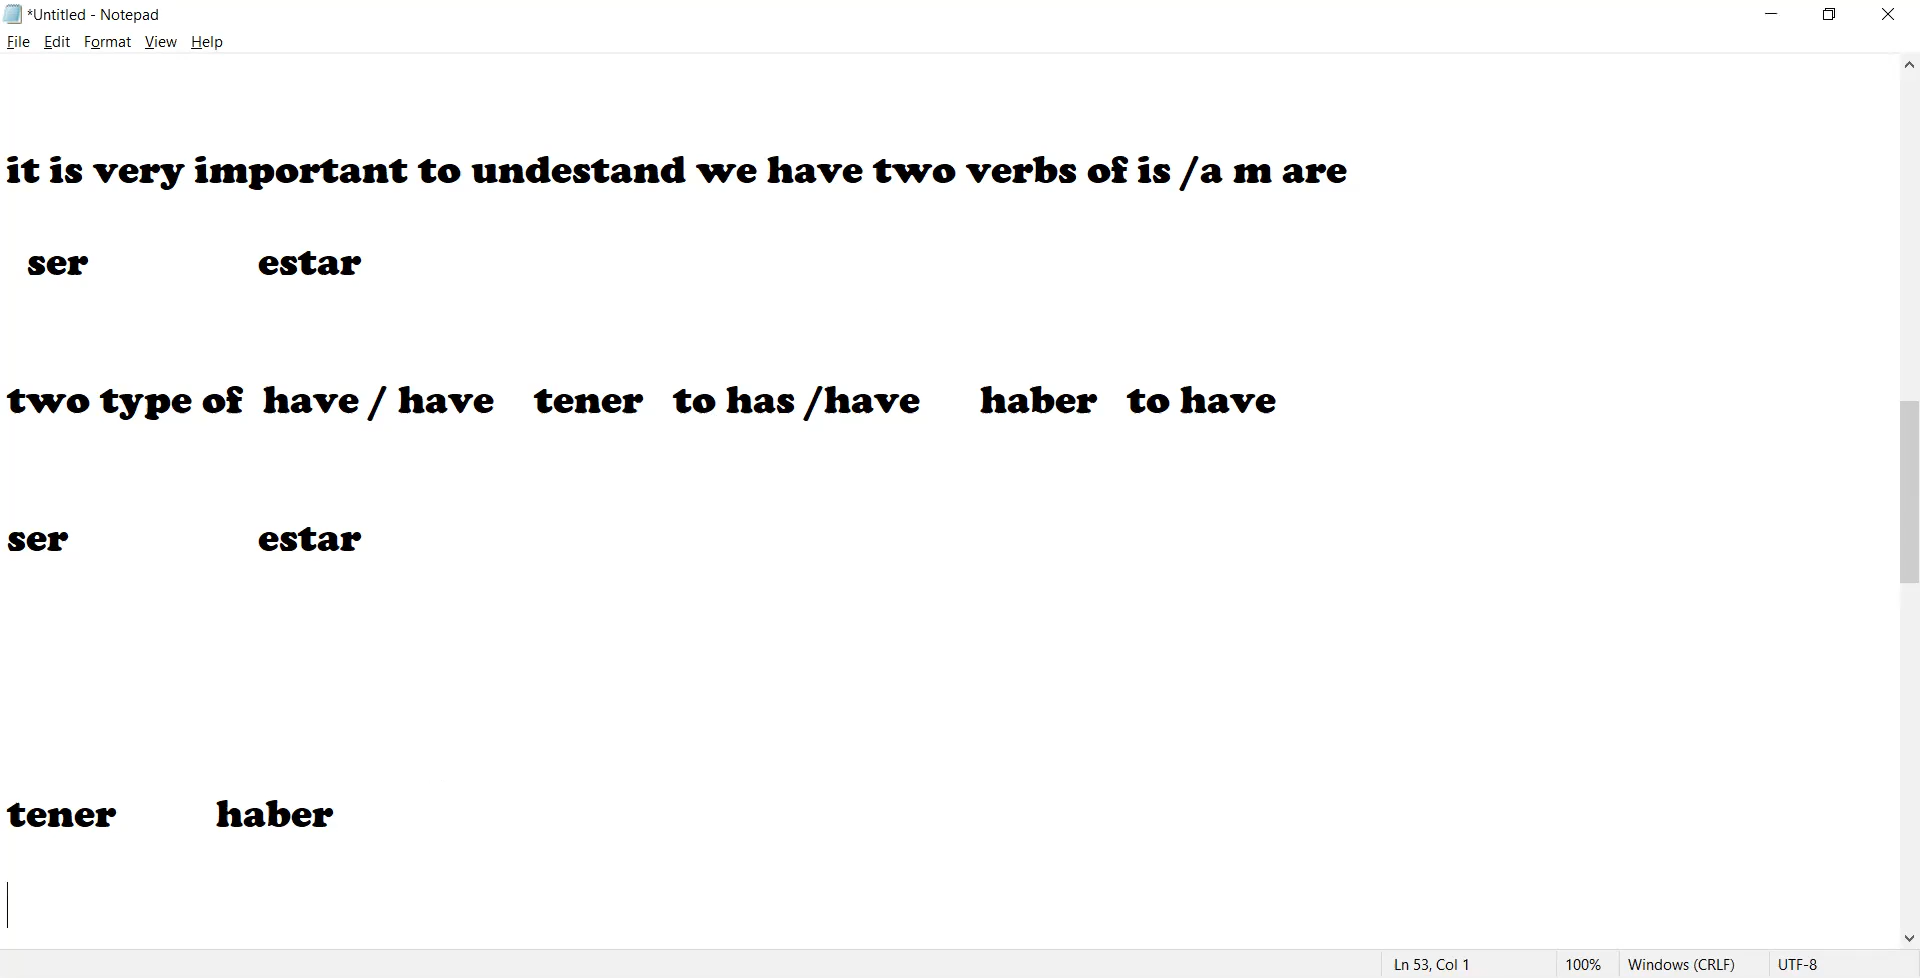 *Untitled - Notepad
File Edit Format View Help
it is very important to undestand we have two verbs of is /a m are
ser estar
two type of have / have tener to has /have haber to have
ser estar
tener haber
Ln 53, Col 1 100% Windows (CRLF) UTF-8